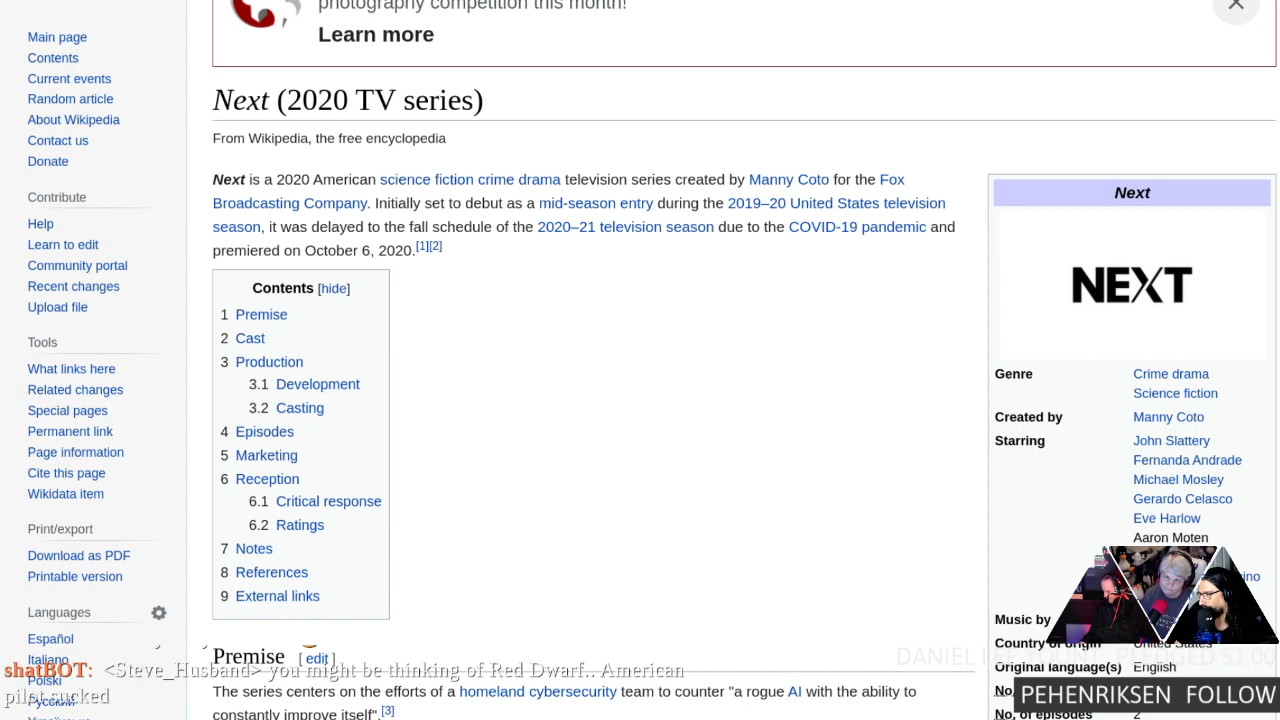 photography competition this month!
Learn more
Main page
Contents
Current events
Random article
About Wikipedia
Contact us
Donate
Contribute
Help
Learn to edit
Community portal
Recent changes
Upload file
Tools
What links here
Related changes
Special pages
Permanent link
Page information
Cite this page
Wikidata item
Print/export
Download as PDF
Printable version
Languages
Español
Italiano
Polski
Русский
Next (2020 TV series)
From Wikipedia, the free encyclopedia
Next is a 2020 American science fiction crime drama television series created by Manny Coto for the Fox
Broadcasting Company. Initially set to debut as a mid-season entry during the 2019–20 United States television
season, it was delayed to the fall schedule of the 2020–21 television season due to the COVID-19 pandemic and
premiered on October 6, 2020.[1][2]
Contents [hide]
1 Premise
2 Cast
3 Production
3.1 Development
3.2 Casting
4 Episodes
5 Marketing
6 Reception
6.1 Critical response
6.2 Ratings
7 Notes
8 References
9 External links
Premise [ edit ]
The series centers on the efforts of a homeland cybersecurity team to counter "a rogue AI with the ability to
constantly improve itself".[3]
Next
NEXT
Genre Crime drama
Science fiction
Created by Manny Coto
Starring John Slattery
Fernanda Andrade
Michael Mosley
Gerardo Celasco
Eve Harlow
Aaron Moten
Music by
Country of origin United States
Original language(s) English
No. of episodes 2
shatBOT: <Steve_Husband> you might be thinking of Red Dwarf.. American
pilot sucked
PLEDGED $1.00
PEHENRIKSEN FOLLOW